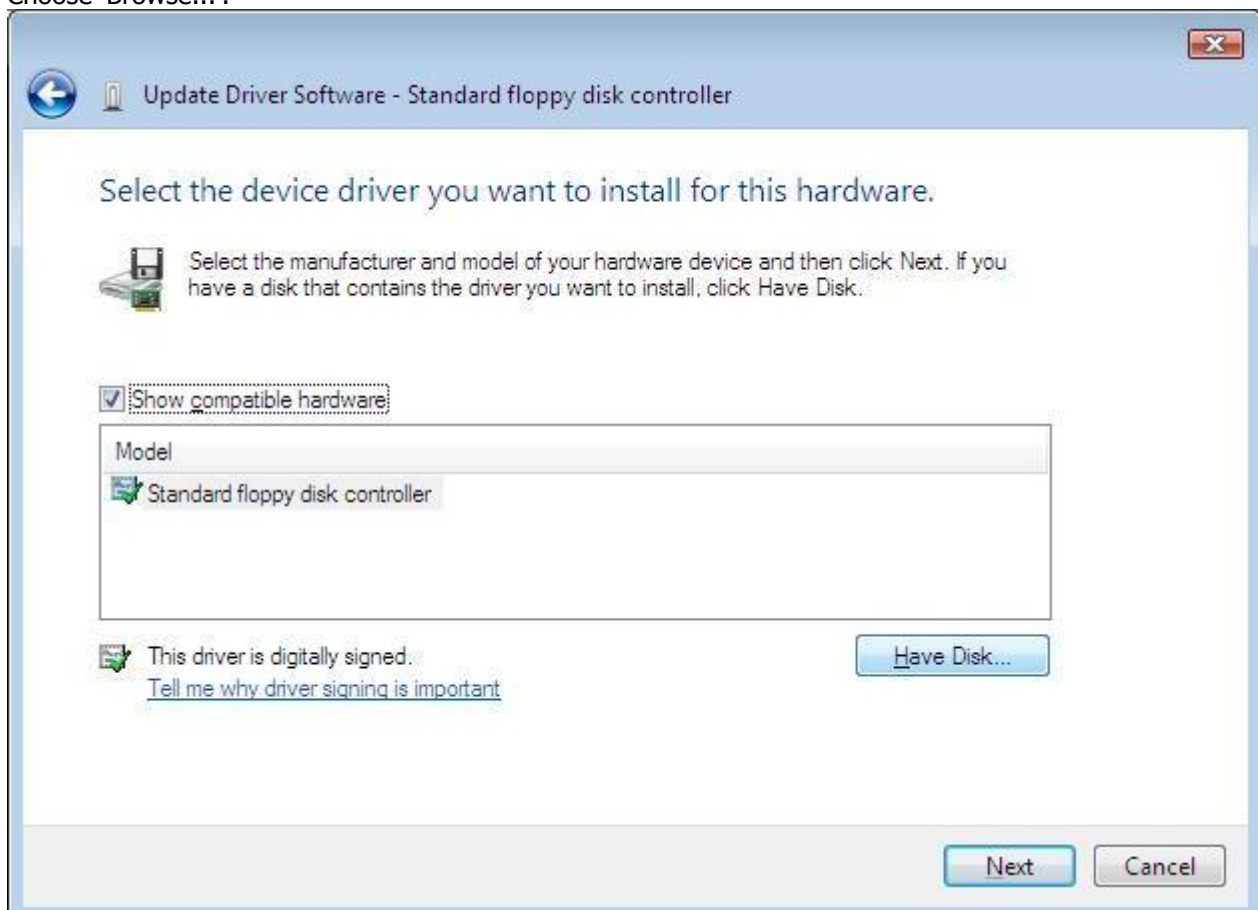 Choose 'Browse...'.
Update Driver Software - Standard floppy disk controller
Select the device driver you want to install for this hardware.
Select the manufacturer and model of your hardware device and then click Next. If you
have a disk that contains the driver you want to install, click Have Disk.
Show compatible hardware
Model
Standard floppy disk controller
This driver is digitally signed.
Have Disk...
Tell me why driver signing is important
Next
Cancel